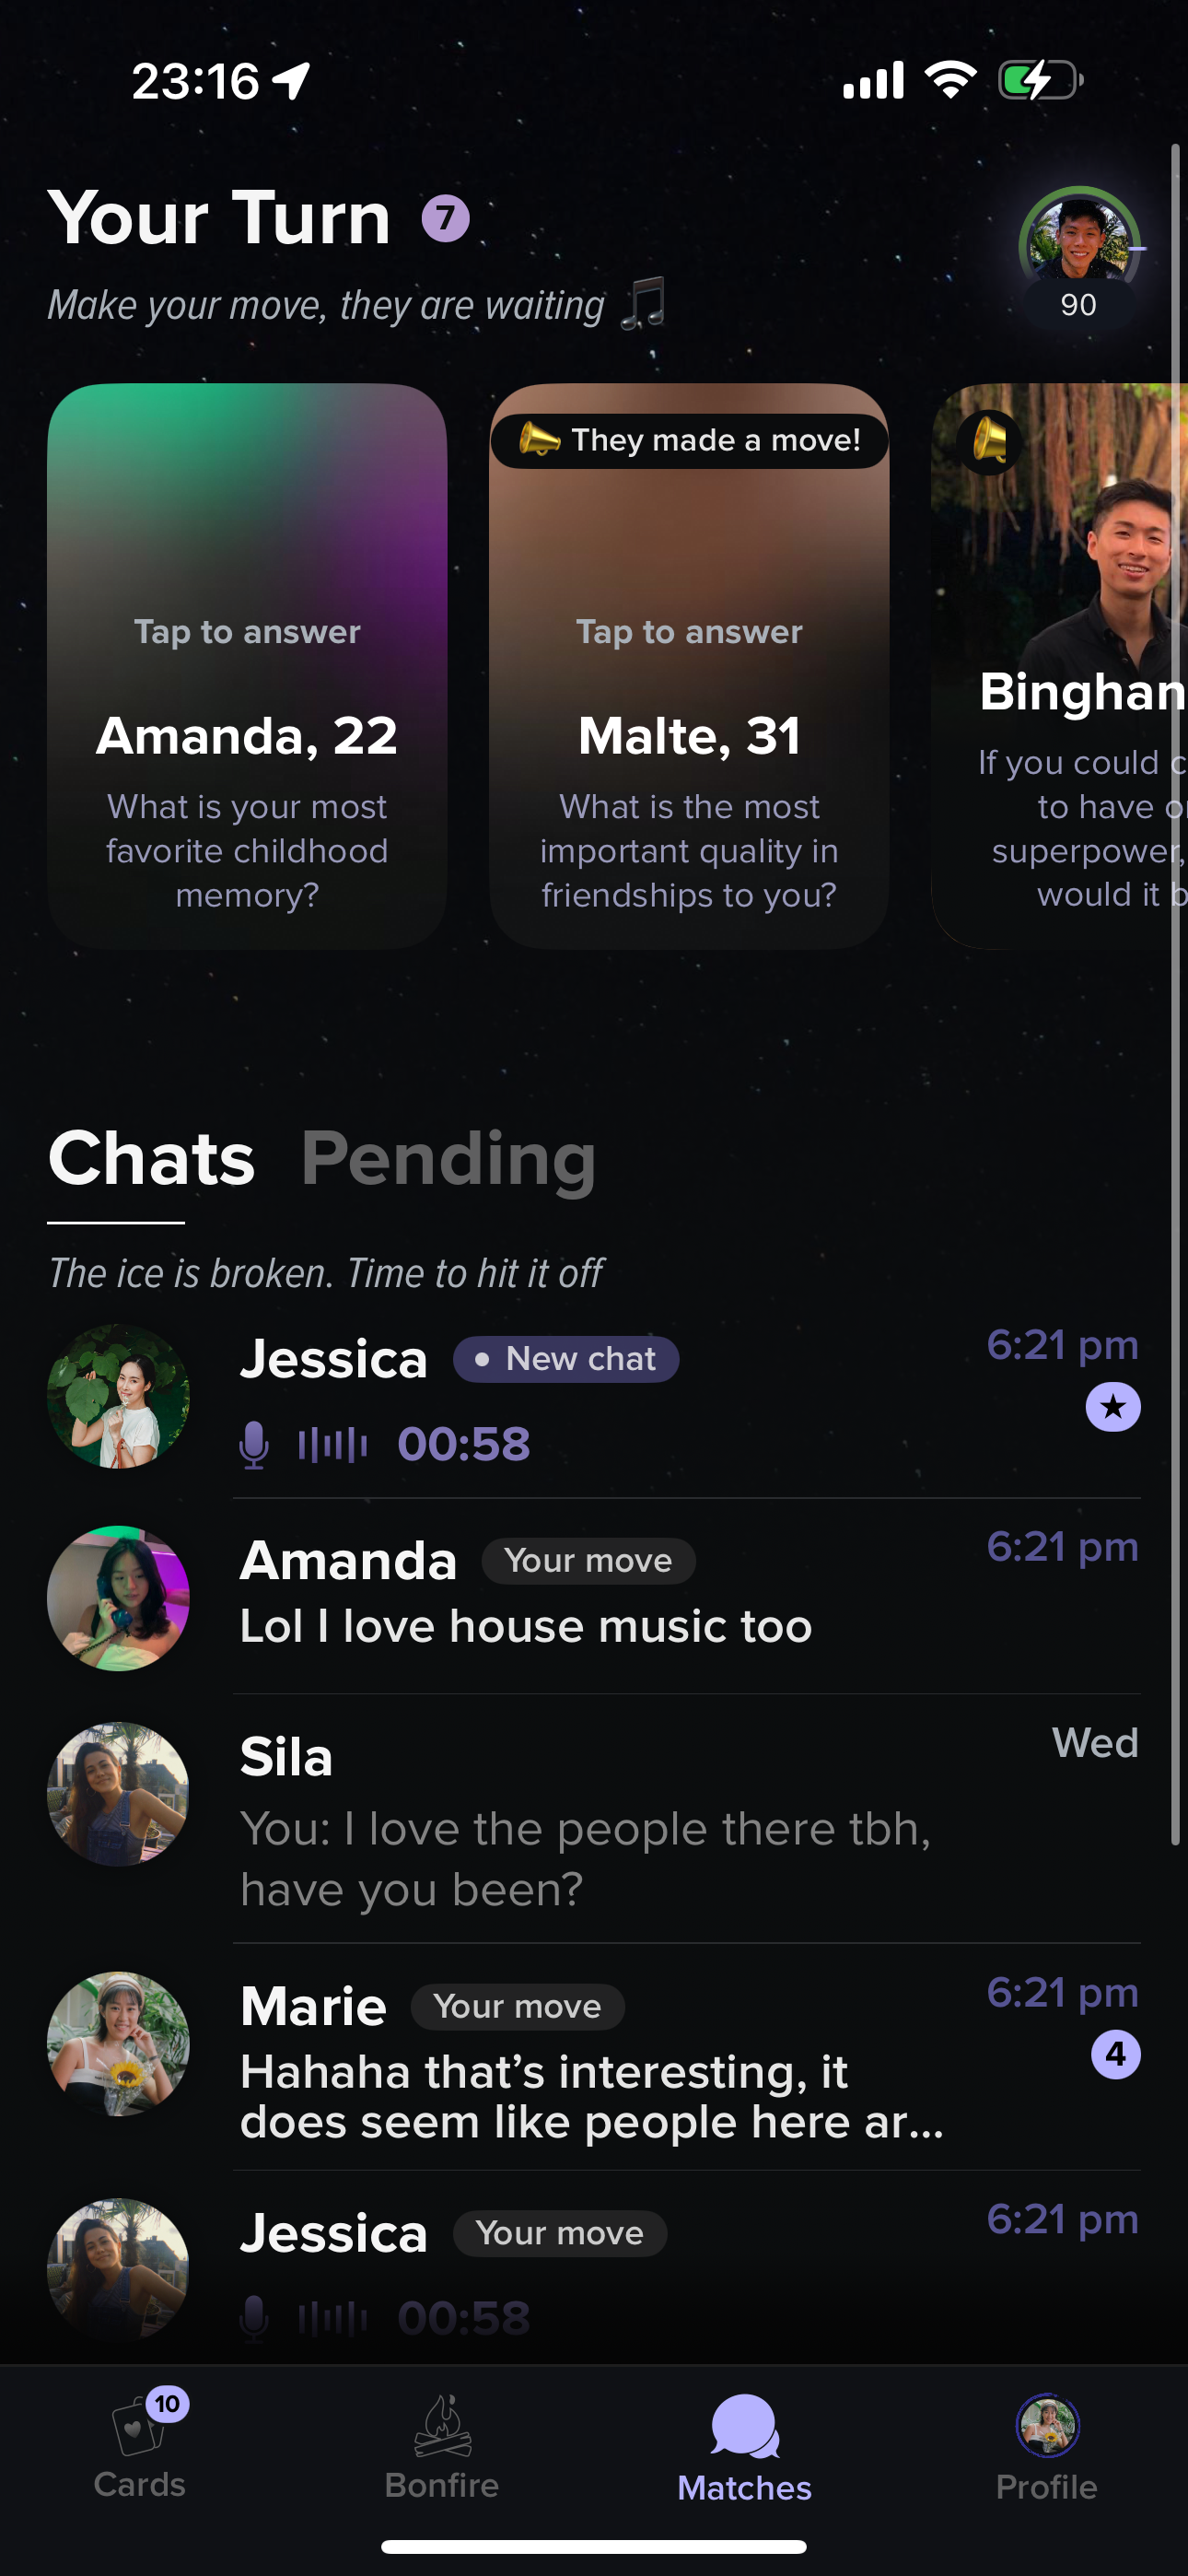 23:16
Your Turn 7
Make your move, they are waiting
90
Tap to answer
Amanda, 22
What is your most
favorite childhood
memory?
They made a move!
Tap to answer
Malte, 31
What is the most
important quality in
friendships to you?
Binghan
If you could c
to have o
superpower,
would it b
Chats Pending
The ice is broken. Time to hit it off
Jessica New chat 6:21 pm
00:58
Amanda Your move 6:21 pm
Lol I love house music too
Sila Wed
You: I love the people there tbh,
have you been?
Marie Your move 6:21 pm
4
Hahaha that’s interesting, it
does seem like people here ar...
Jessica Your move 6:21 pm
00:58
10
Cards Bonfire Matches Profile